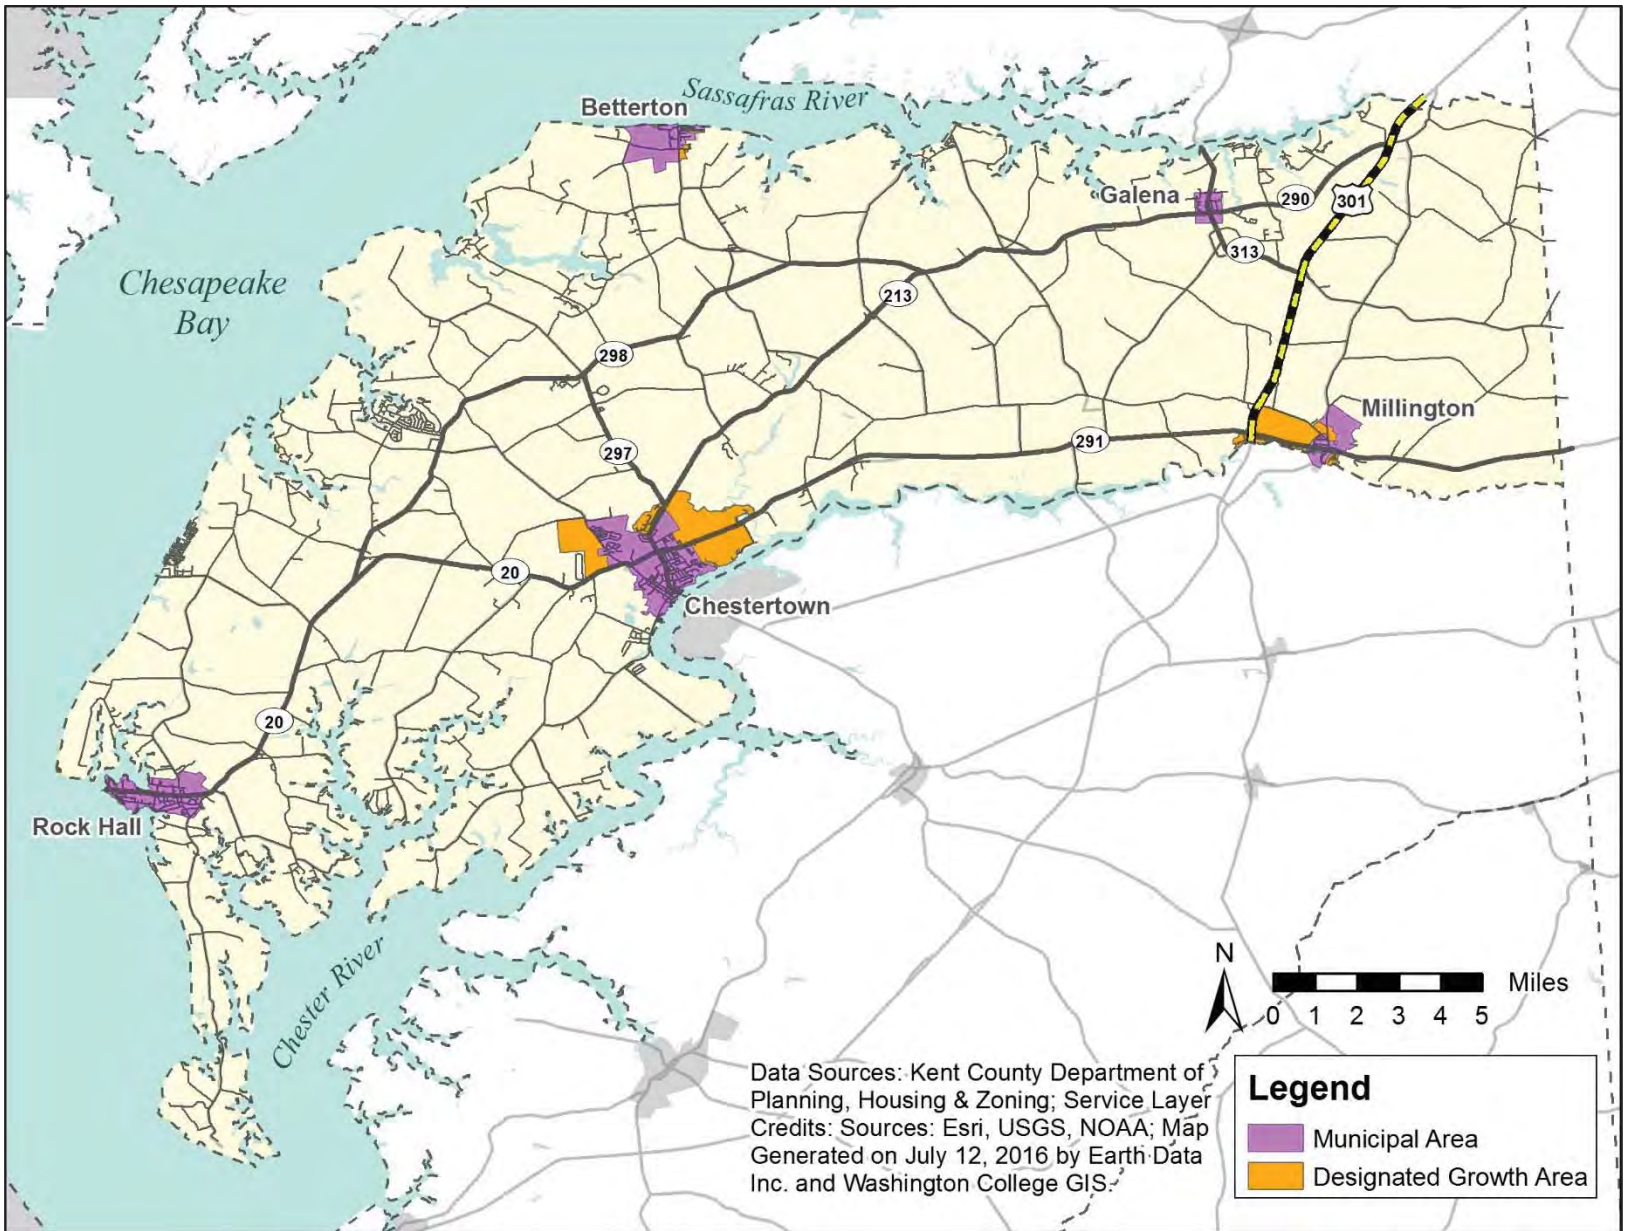 Betterton
Sassafras River
Galena
290
301
313
Chesapeake
Bay
213
298
Millington
291
297
20
Chestertown
20
Rock Hall
Chester River
N
Miles
0 1 2 3 4 5
Data Sources: Kent County Department of
Planning, Housing & Zoning; Service Layer
Credits: Sources: Esri, USGS, NOAA; Map
Generated on July 12, 2016 by Earth Data
Inc. and Washington College GIS.
Legend
Municipal Area
Designated Growth Area